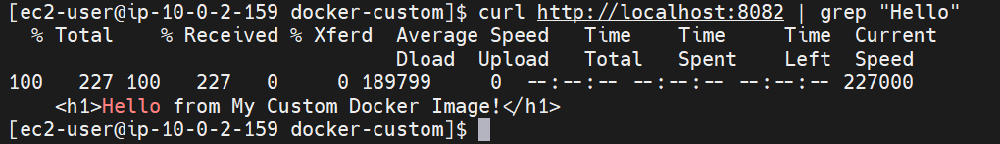 [ec2-user@ip-10-0-2-159 docker-custom]$ curl http://localhost:8082 | grep "Hello"
  % Total    % Received % Xferd  Average Speed   Time    Time     Time  Current
                                 Dload  Upload   Total   Spent    Left  Speed
100   227 100   227   0     0 189799     0  --:--:-- --:--:-- --:--:-- 227000
    <h1>Hello from My Custom Docker Image!</h1>
[ec2-user@ip-10-0-2-159 docker-custom]$